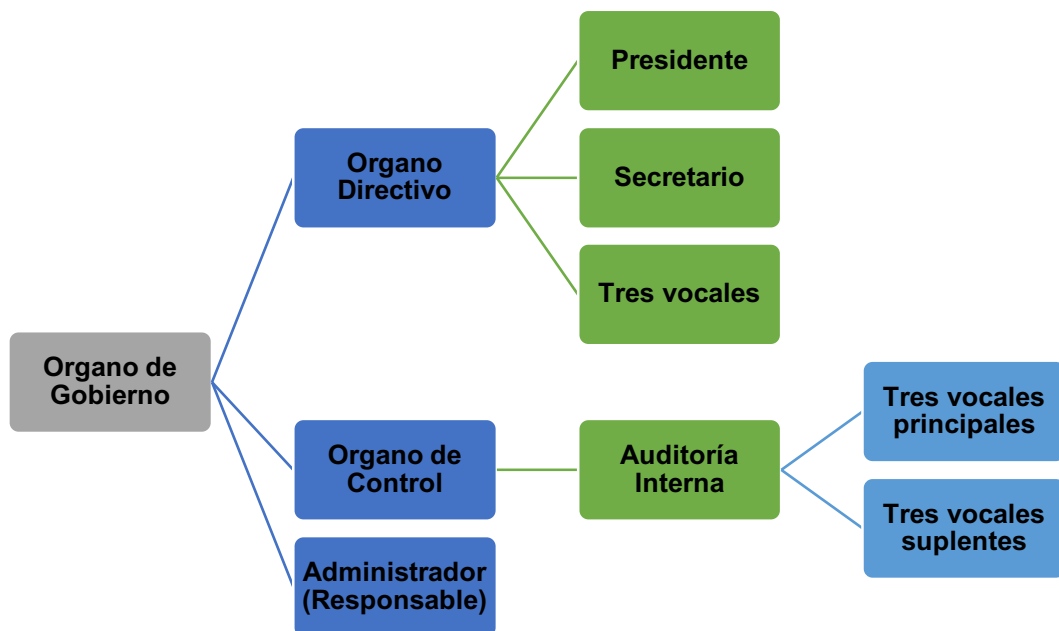 Presidente
Organo
Directivo
Secretario
Tres vocales
Organo de
Gobierno
Tres vocales
principales
Organo de
Control
Auditoría
Interna
Tres vocales
suplentes
Administrador
(Responsable)